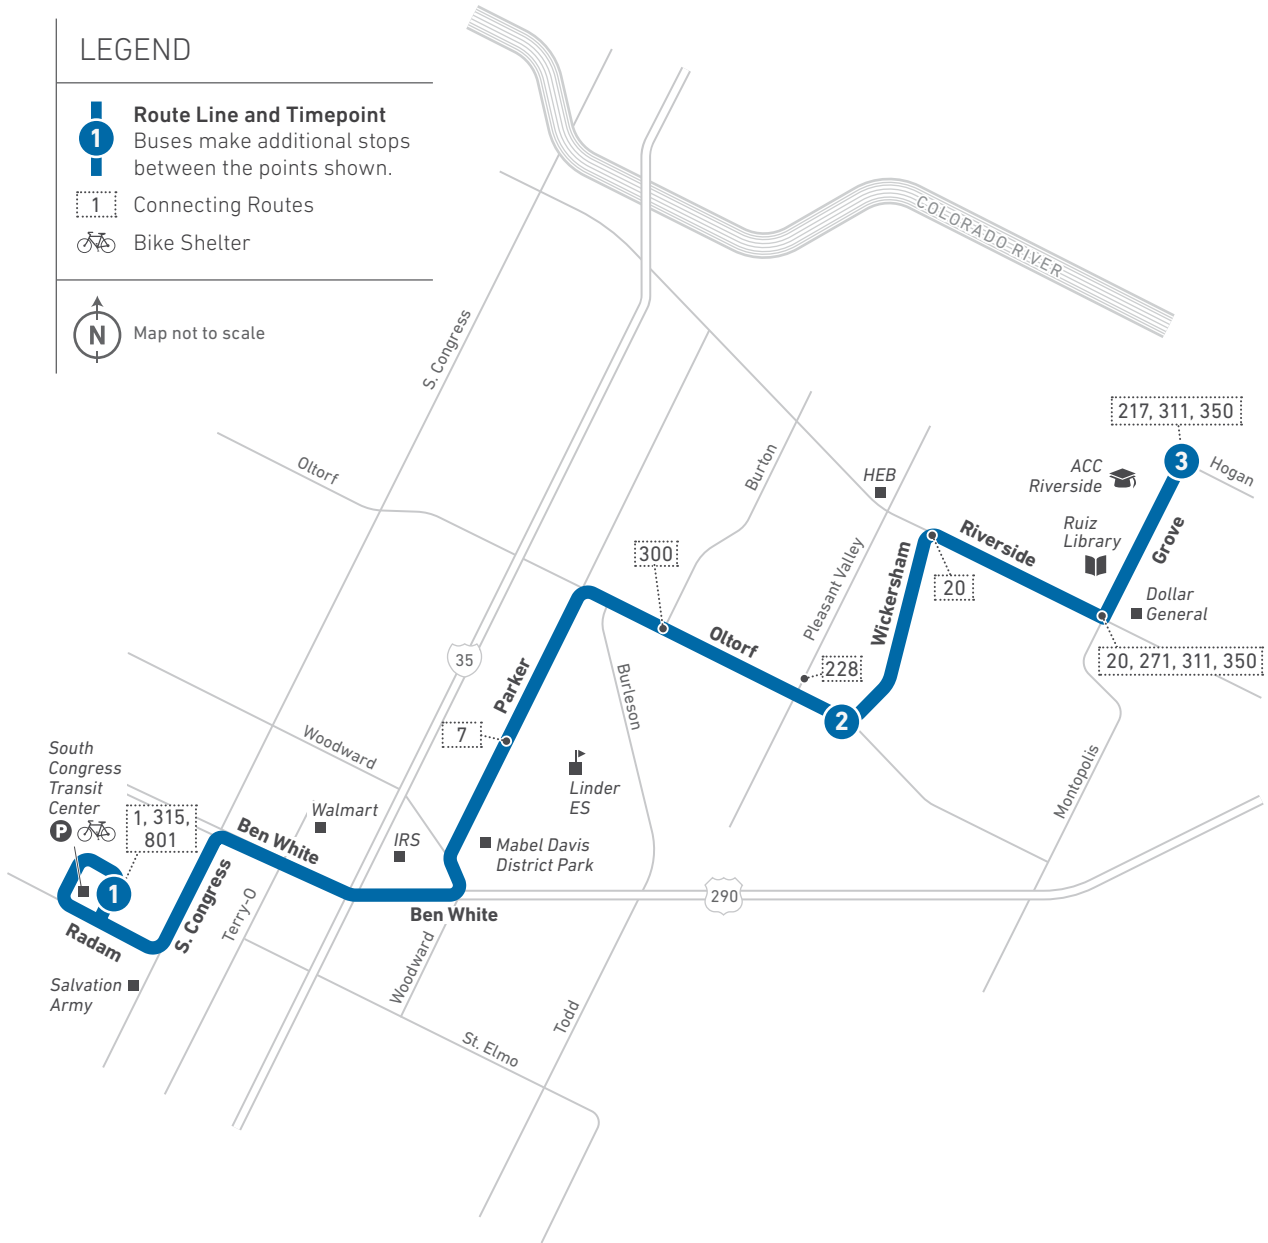 LEGEND
1
Route Line and Timepoint
Buses make additional stops
between the points shown.
1
Connecting Routes
Bike Shelter
N
Map not to scale
COLORADO RIVER
S. Congress
Oltorf
Burton
HEB
217, 311, 350
3
Hogan
ACC
Riverside
Ruiz
Library
Grove
Riverside
300
Pleasant Valley
Wickersham
20
Dollar
General
Oltorf
20, 271, 311, 350
35
Parker
Burleson
228
2
7
Woodward
Linder
ES
Montopolis
South
Congress
Transit
Center
P
1, 315,
801
Walmart
Ben White
IRS
Mabel Davis
District Park
1
290
Ben White
S. Congress
Terry-O
Radam
Woodward
Salvation
Army
Todd
St. Elmo